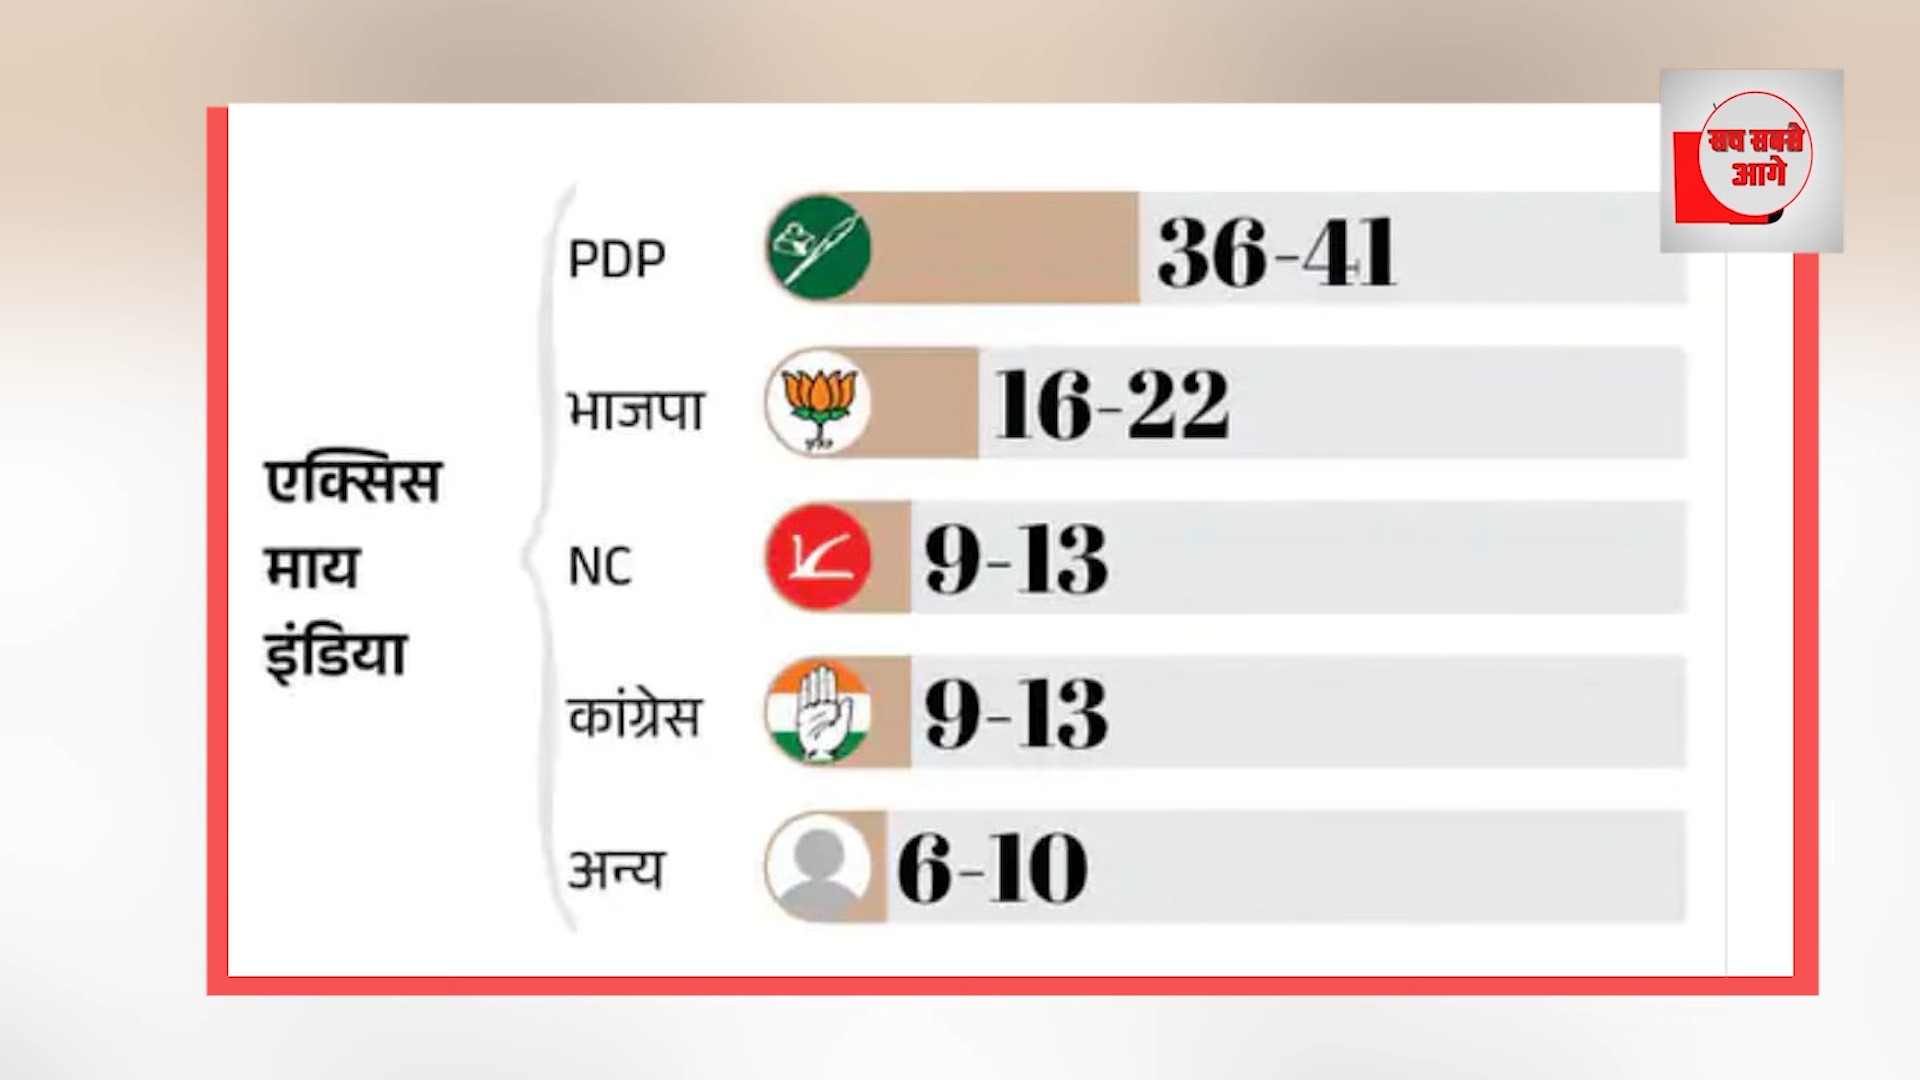 सच सबसे
आगे
PDP 36-41
भाजपा 16-22
एक्सिस
माय
इंडिया
NC 9-13
कांग्रेस 9-13
अन्य 6-10